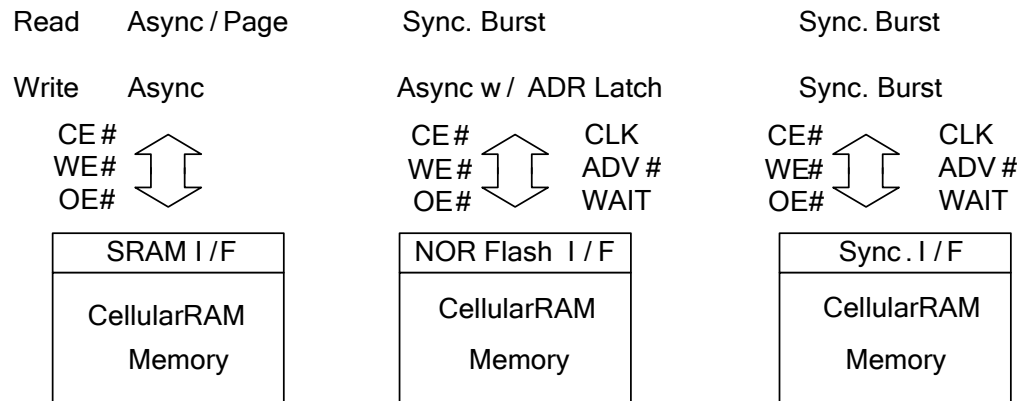 Read Async / Page Sync. Burst Sync. Burst
Write Async Async w / ADR Latch Sync. Burst
CE # CE # CLK CE# CLK
WE# WE # ADV # WE# ADV #
OE# OE# WAIT OE# WAIT
SRAM I / F NOR Flash I / F Sync . I / F
CellularRAM CellularRAM CellularRAM
Memory Memory Memory